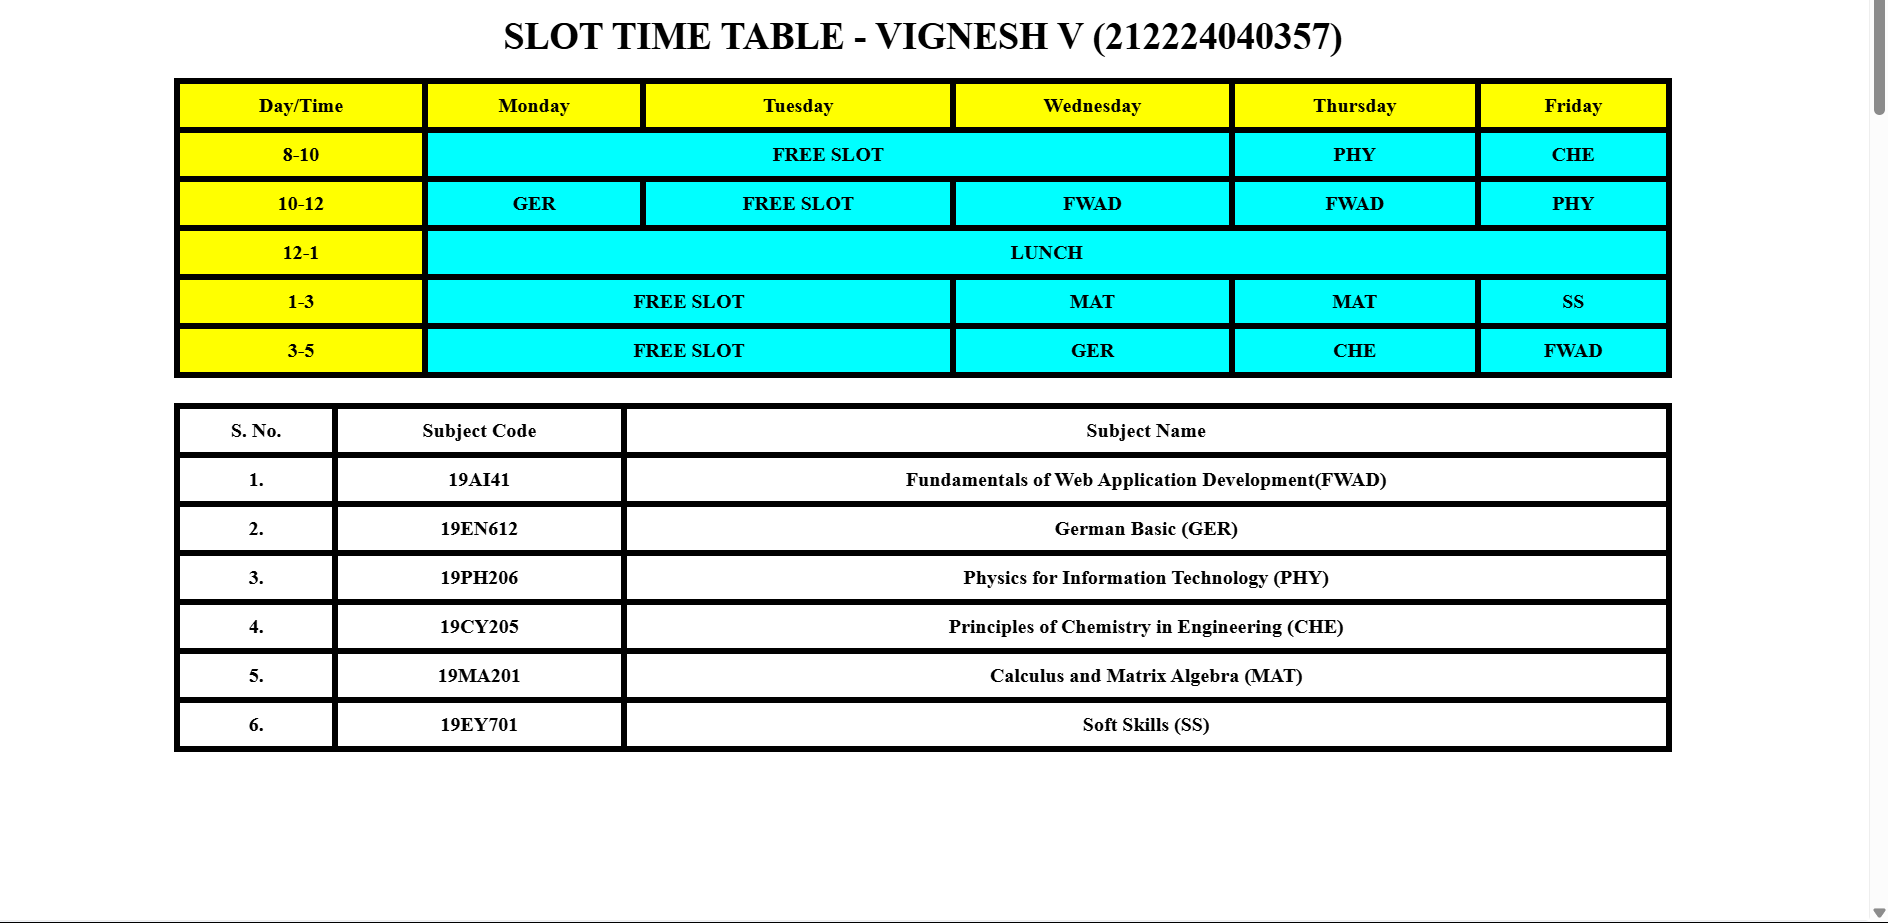 SLOT TIME TABLE - VIGNESH V (212224040357)
Day/Time Monday Tuesday Wednesday Thursday Friday
8-10 FREE SLOT PHY CHE
10-12 GER FREE SLOT FWAD FWAD PHY
12-1 LUNCH
1-3 FREE SLOT MAT MAT SS
3-5 FREE SLOT GER CHE FWAD
S. No. Subject Code Subject Name
1. 19AI41 Fundamentals of Web Application Development(FWAD)
2. 19EN612 German Basic (GER)
3. 19PH206 Physics for Information Technology (PHY)
4. 19CY205 Principles of Chemistry in Engineering (CHE)
5. 19MA201 Calculus and Matrix Algebra (MAT)
6. 19EY701 Soft Skills (SS)